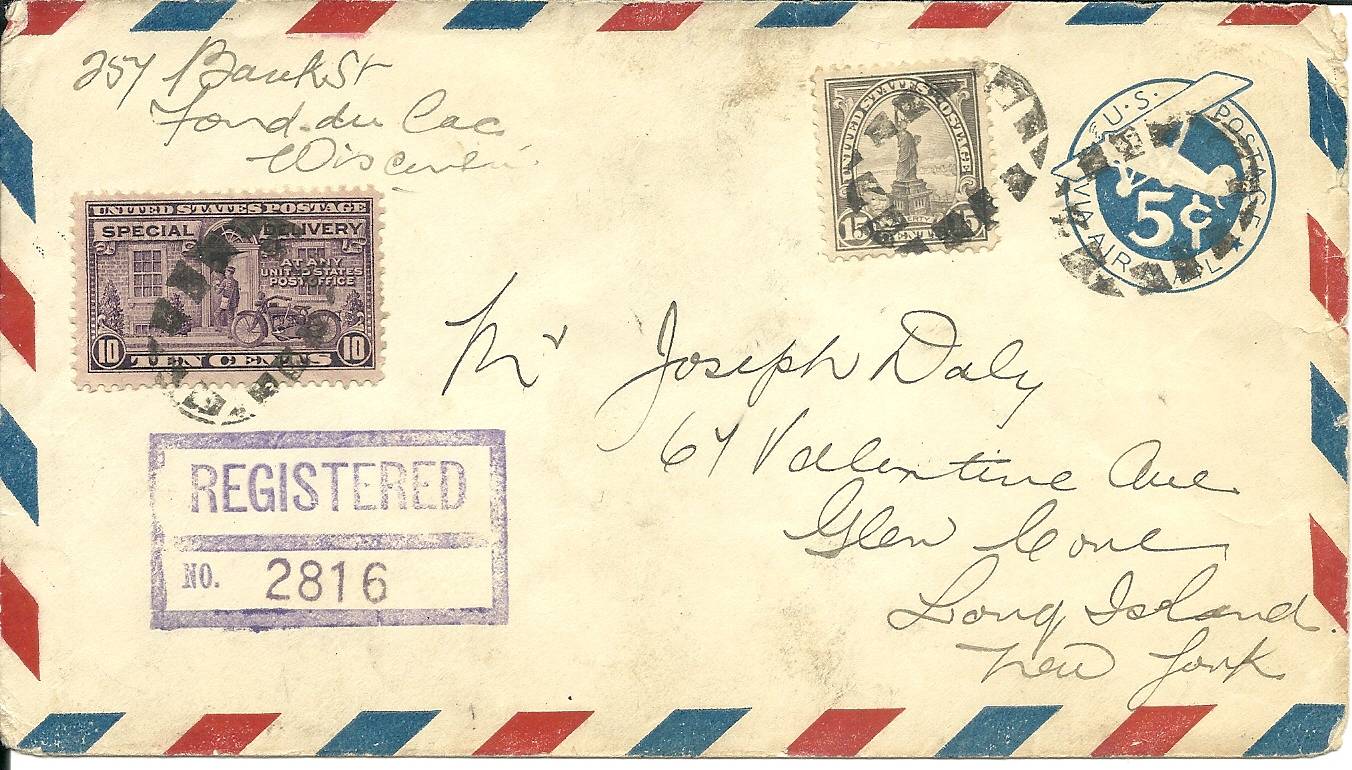 257 Bank St
Fond du Lac
Wisconsin
UNITED STATES POSTAGE
SPECIAL DELIVERY
AT ANY
UNITED STATES
POST OFFICE
10 TEN CENTS 10
UNITED STATES POSTAGE
15 CENTS 15
U.S. POSTAGE
5¢
VIA AIR MAIL
Mr Joseph Daly
67 Valentine Ave
Glen Cove
Long Island.
New York
REGISTERED
NO. 2816